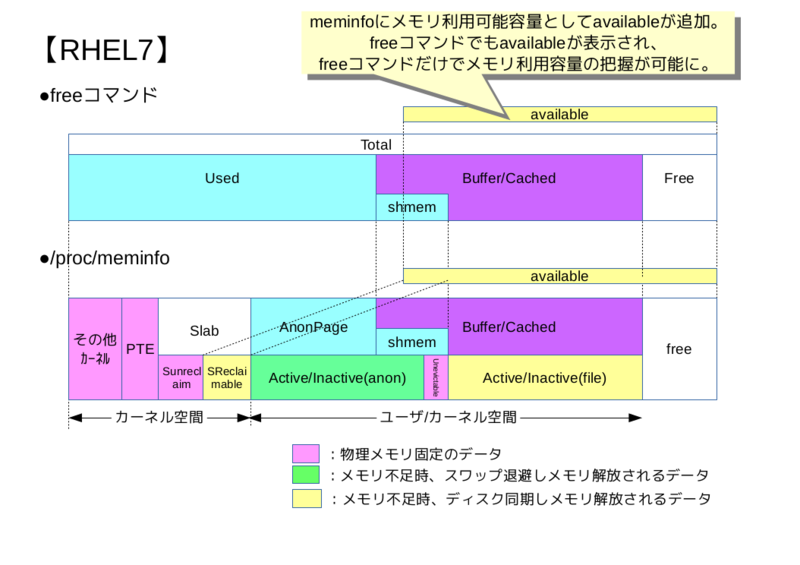 meminfoにメモリ利用可能容量としてavailableが追加。
freeコマンドでもavailableが表示され、
freeコマンドだけでメモリ利用容量の把握が可能に。
【RHEL7】
●freeコマンド
available
Total
Used
Buffer/Cached
Free
shmem
●/proc/meminfo
available
その他
ｶｰﾈﾙ
PTE
Slab
AnonPage
Buffer/Cached
shmem
free
Sunrecl
aim
SReclai
mable
Active/Inactive(anon)
Unevictable
Active/Inactive(file)
カーネル空間
ユーザ/カーネル空間
：物理メモリ固定のデータ
：メモリ不足時、スワップ退避しメモリ解放されるデータ
：メモリ不足時、ディスク同期しメモリ解放されるデータ